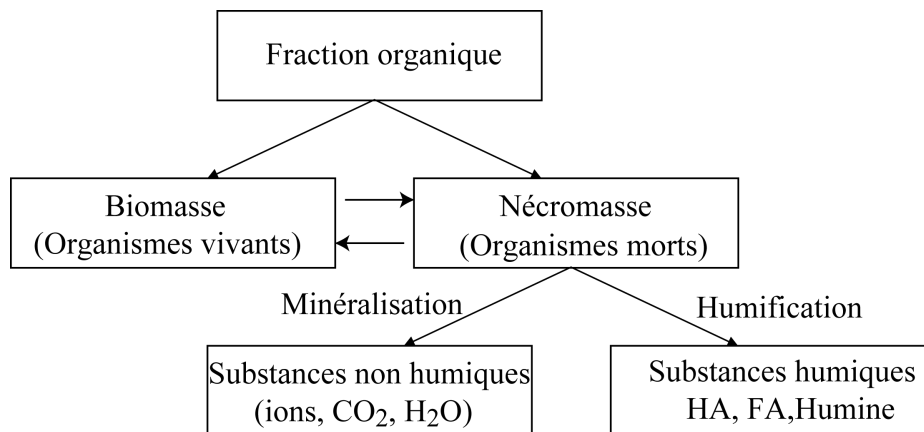 Fraction organique
Biomasse
(Organismes vivants)
Nécromasse
(Organismes morts)
Minéralisation
Humification
Substances non humiques
(ions, CO2, H2O)
Substances humiques
HA, FA,Humine